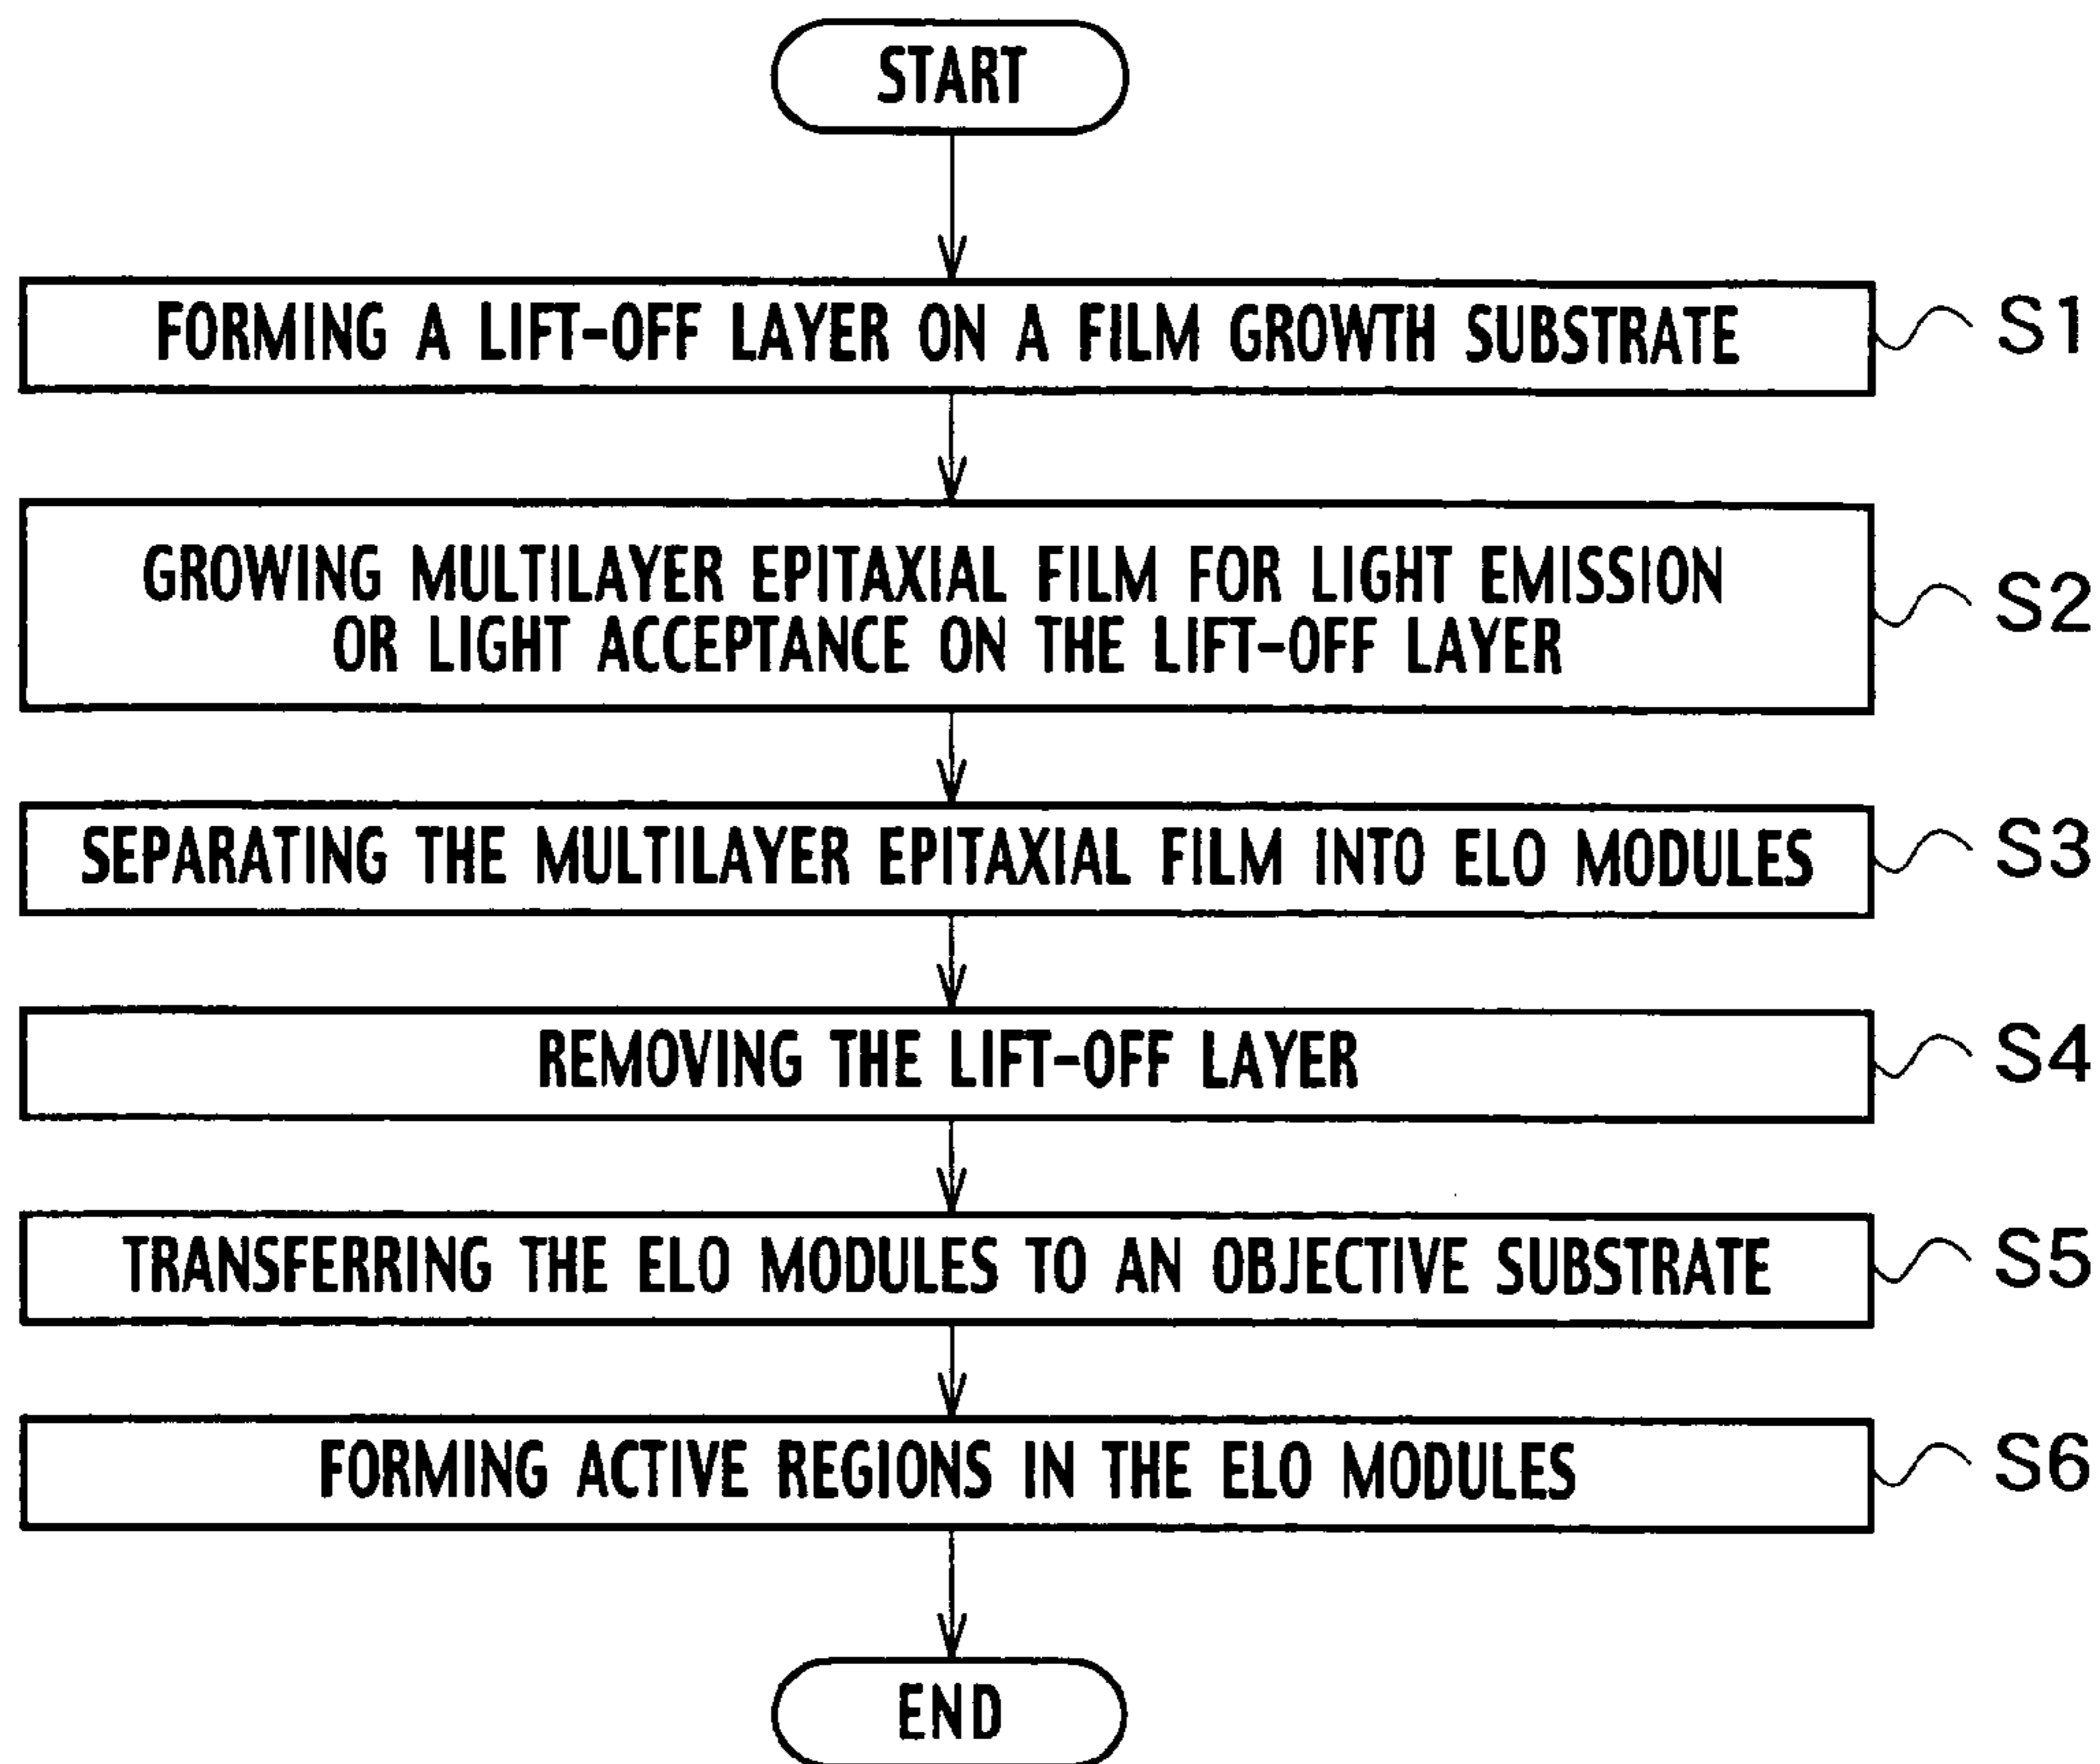 START
FORMING A LIFT-OFF LAYER ON A FILM GROWTH SUBSTRATE
S1
GROWING MULTILAYER EPITAXIAL FILM FOR LIGHT EMISSION
OR LIGHT ACCEPTANCE ON THE LIFT-OFF LAYER
S2
SEPARATING THE MULTILAYER EPITAXIAL FILM INTO ELO MODULES
S3
REMOVING THE LIFT-OFF LAYER
S4
TRANSFERRING THE ELO MODULES TO AN OBJECTIVE SUBSTRATE
S5
FORMING ACTIVE REGIONS IN THE ELO MODULES
S6
END